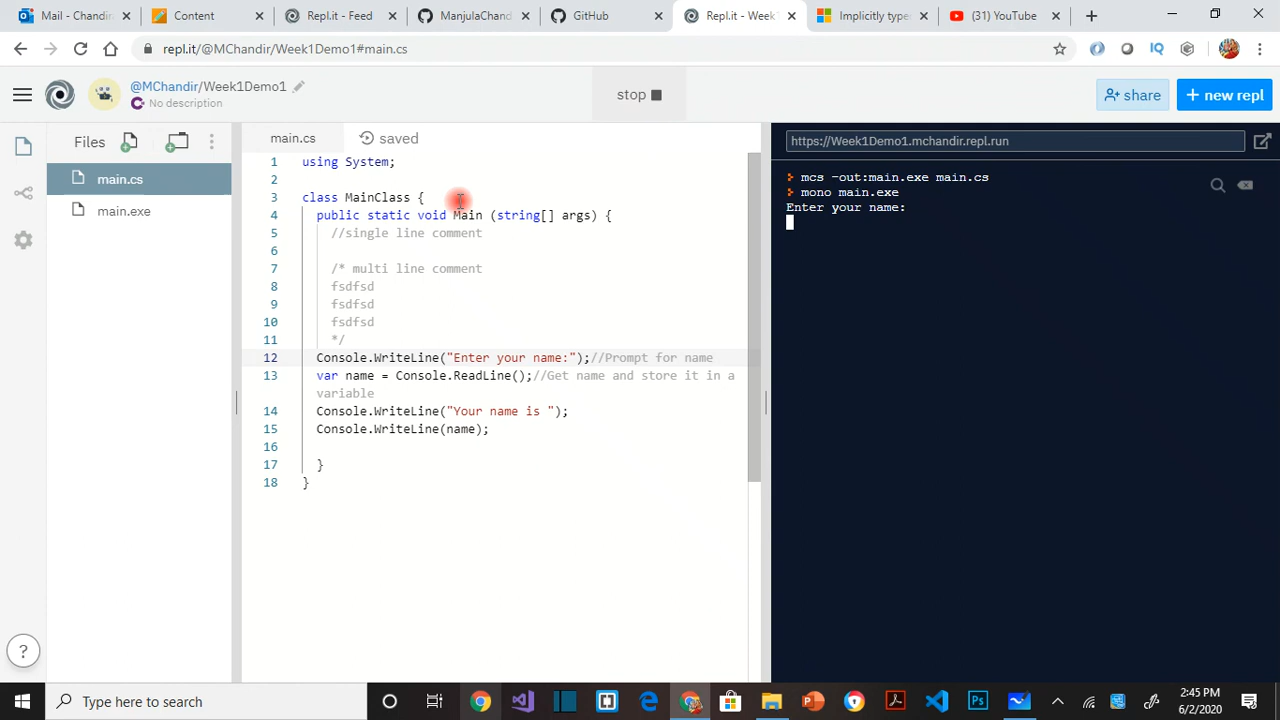 Mail - Chandir
Content
Repl.it - Feed
ManjulaChand
GitHub
Repl.it - Week
Implicitly type
(31) YouTube
repl.it/@MChandir/Week1Demo1#main.cs
@MChandir/Week1Demo1
No description
stop
share
+ new repl
Files
main.cs
main.exe
main.cs
saved
1 using System;
2
3 class MainClass {
4 public static void Main (string[] args) {
5 //single line comment
6
7 /* multi line comment
8 fsdfsd
9 fsdfsd
10 fsdfsd
11 */
12 Console.WriteLine("Enter your name:");//Prompt for name
13 var name = Console.ReadLine();//Get name and store it in a
variable
14 Console.WriteLine("Your name is ");
15 Console.WriteLine(name);
16
17 }
18 }
https://Week1Demo1.mchandir.repl.run
> mcs -out:main.exe main.cs
> mono main.exe
Enter your name:
?
Type here to search
2:45 PM
6/2/2020